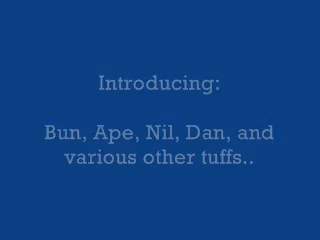 Introducing:
Bun, Ape, Nil, Dan, and
various other tuffs..